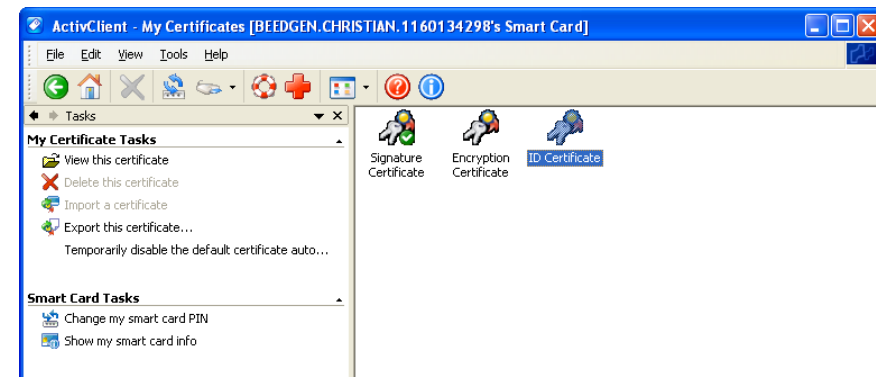 ActivClient - My Certificates [BEEDGEN.CHRISTIAN.1160134298's Smart Card]
File Edit View Tools Help
Tasks
My Certificate Tasks
View this certificate
Delete this certificate
Import a certificate
Export this certificate...
Temporarily disable the default certificate auto...
Smart Card Tasks
Change my smart card PIN
Show my smart card info
Signature
Certificate
Encryption
Certificate
ID Certificate